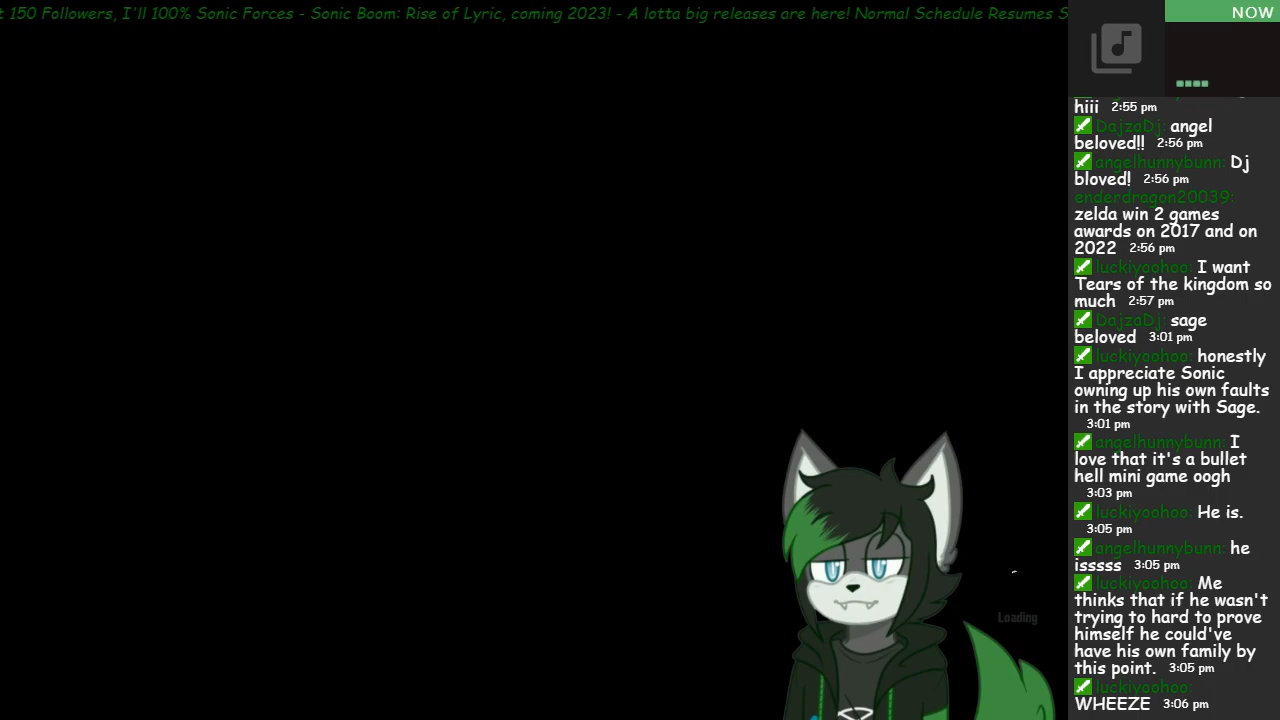 150 Followers, I'll 100% Sonic Forces - Sonic Boom: Rise of Lyric, coming 2023! - A lotta big releases are here! Normal Schedule Resumes S
NOW
hiii 2:55 pm
DajzaDj: angel
beloved!! 2:56 pm
angelhunnybunn: Dj
bloved! 2:56 pm
enderdragon20039:
zelda win 2 games
awards on 2017 and on
2022 2:56 pm
luckiyoohoo: I want
Tears of the kingdom so
much 2:57 pm
DajzaDj: sage
beloved 3:01 pm
luckiyoohoo: honestly
I appreciate Sonic
owning up his own faults
in the story with Sage.
3:01 pm
angelhunnybunn: I
love that it's a bullet
hell mini game oogh
3:03 pm
luckiyoohoo: He is.
3:05 pm
angelhunnybunn: he
isssss 3:05 pm
luckiyoohoo: Me
thinks that if he wasn't
trying to hard to prove
himself he could've
have his own family by
this point. 3:05 pm
luckiyoohoo:
WHEEZE 3:06 pm
Loading